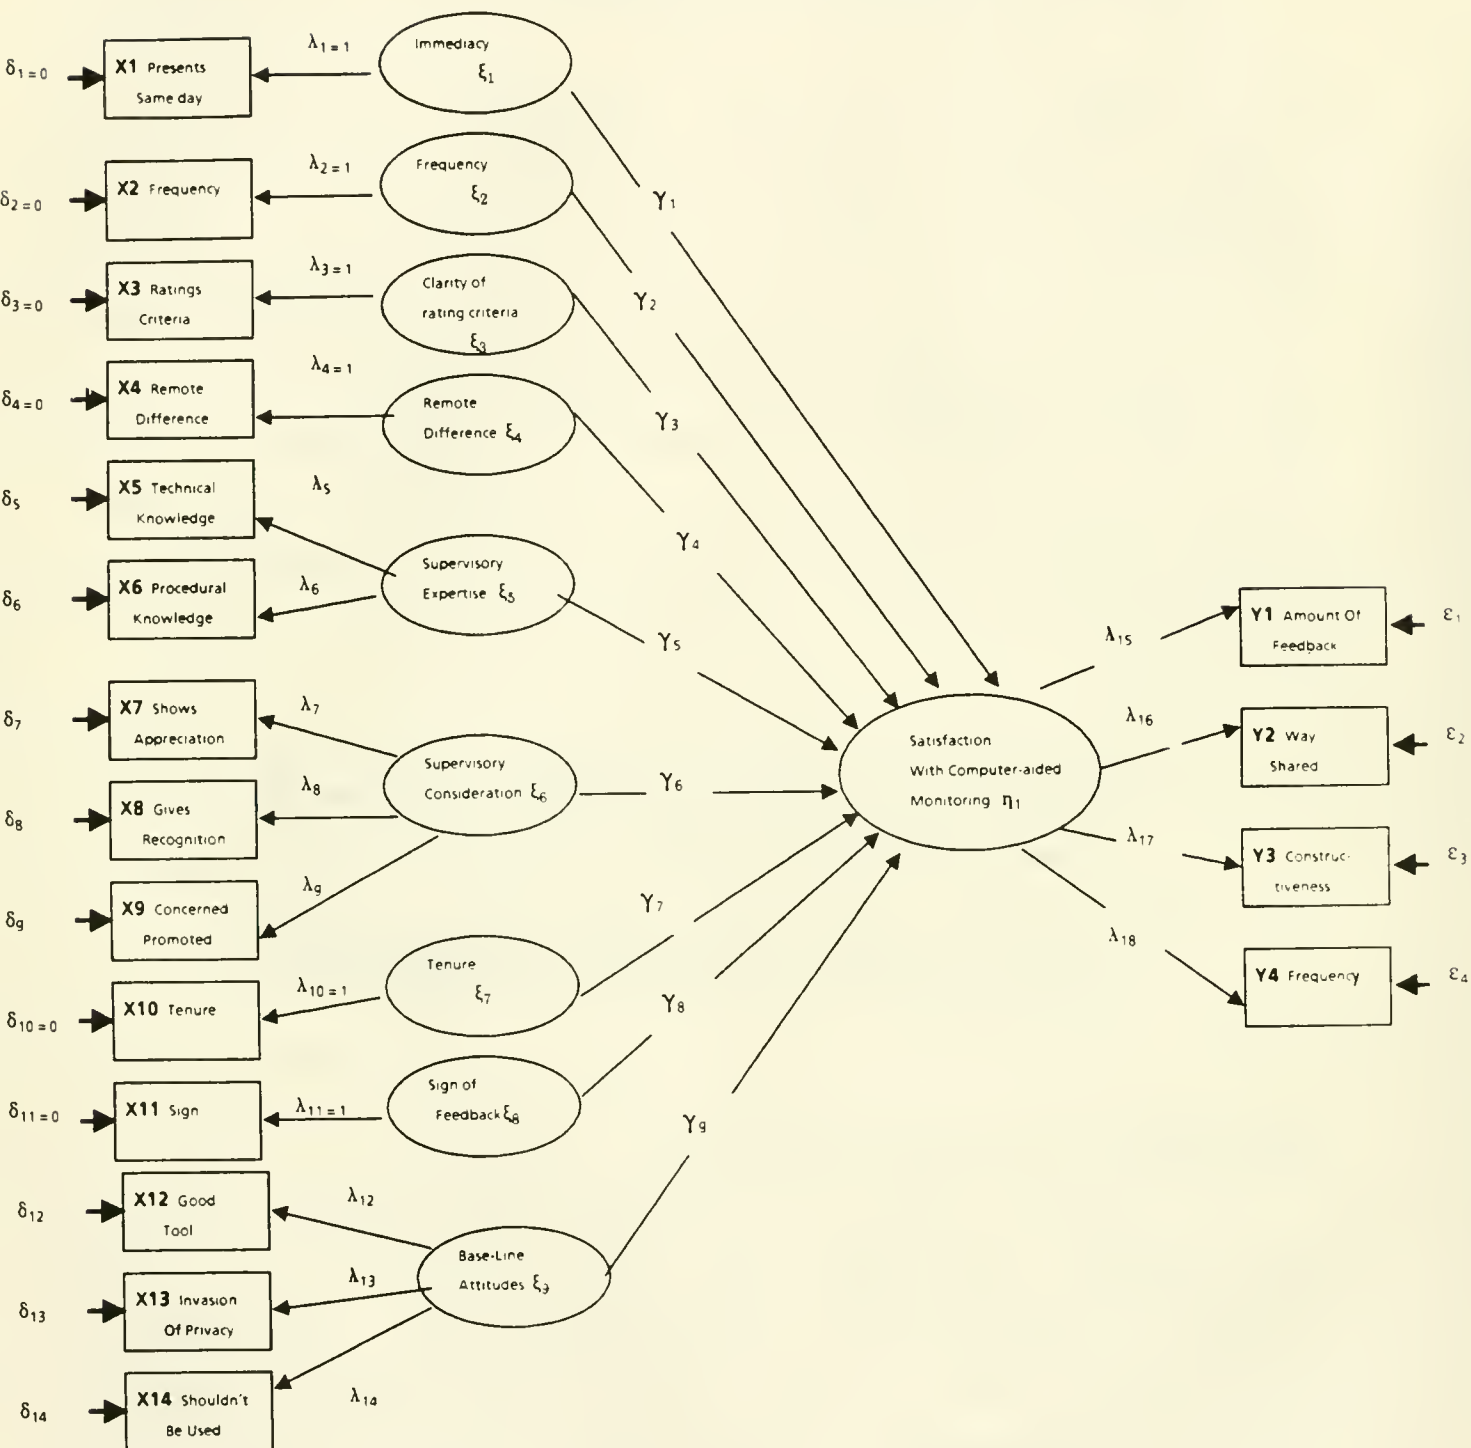 δ1=0
X1 Presents
Same day
λ1=1
Immediacy
ξ1
δ2=0
X2 Frequency
λ2=1
Frequency
ξ2
γ1
δ3=0
X3 Ratings
Criteria
λ3=1
Clarity of
rating criteria
ξ3
γ2
δ4=0
X4 Remote
Difference
λ4=1
Remote
Difference ξ4
γ3
δ5
X5 Technical
Knowledge
λ5
γ4
δ6
X6 Procedural
Knowledge
λ6
Supervisory
Expertise ξ5
γ5
δ7
X7 Shows
Appreciation
λ7
δ8
X8 Gives
Recognition
λ8
Supervisory
Consideration ξ6
γ6
δ9
X9 Concerned
Promoted
λ9
γ7
δ10=0
X10 Tenure
λ10=1
Tenure
ξ7
γ8
δ11=0
X11 Sign
λ11=1
Sign of
Feedback ξ8
γ9
δ12
X12 Good
Tool
λ12
δ13
X13 Invasion
Of Privacy
λ13
Base-Line
Attitudes ξ9
δ14
X14 Shouldn't
Be Used
λ14
Satisfaction
With Computer-aided
Monitoring η1
λ15
Y1 Amount Of
Feedback
ε1
λ16
Y2 Way
Shared
ε2
λ17
Y3 Construc-
tiveness
ε3
λ18
Y4 Frequency
ε4